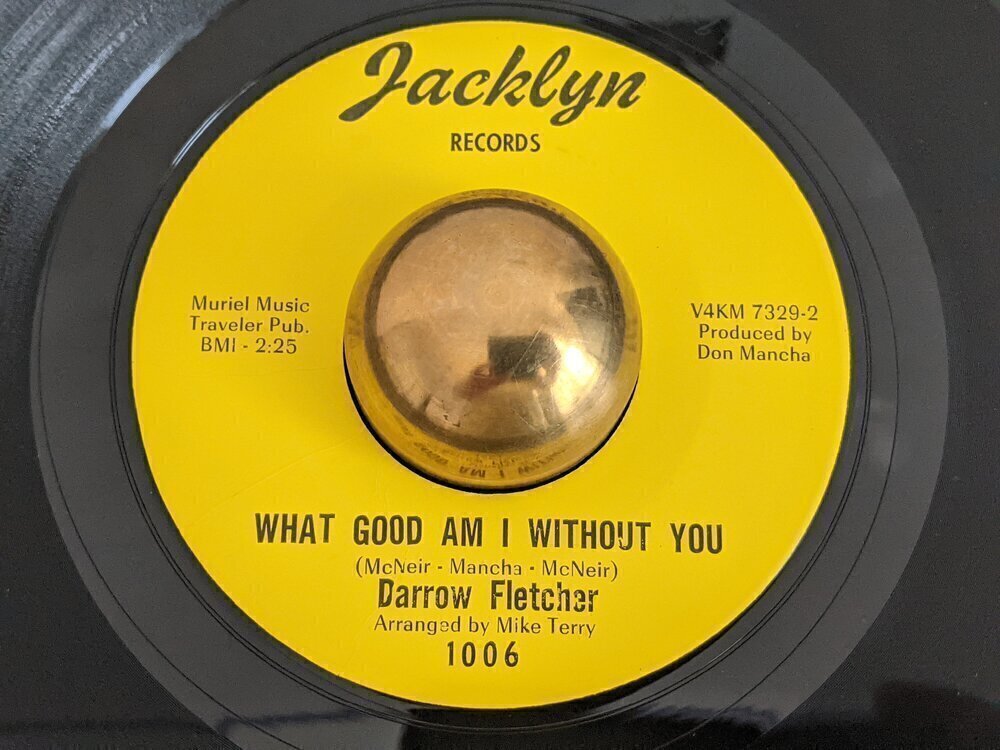 Jacklyn
RECORDS
Muriel Music
Traveler Pub.
BMI - 2:25
V4KM 7329-2
Produced by
Don Mancha
WHAT GOOD AM I WITHOUT YOU
(McNeir - Mancha - McNeir)
Darrow Fletcher
Arranged by Mike Terry
1006